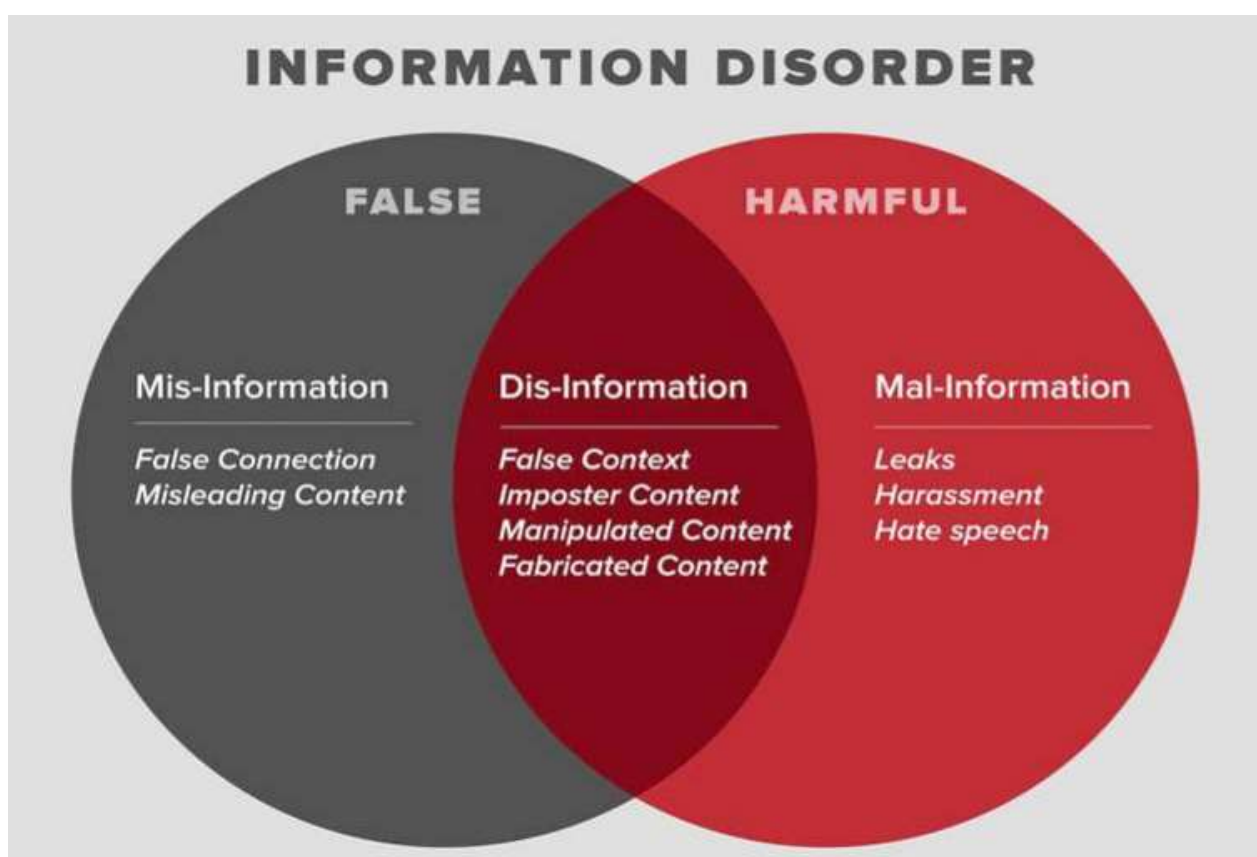 INFORMATION DISORDER
FALSE
HARMFUL
Mis-Information
False Connection
Misleading Content
Dis-Information
False Context
Imposter Content
Manipulated Content
Fabricated Content
Mal-Information
Leaks
Harassment
Hate speech